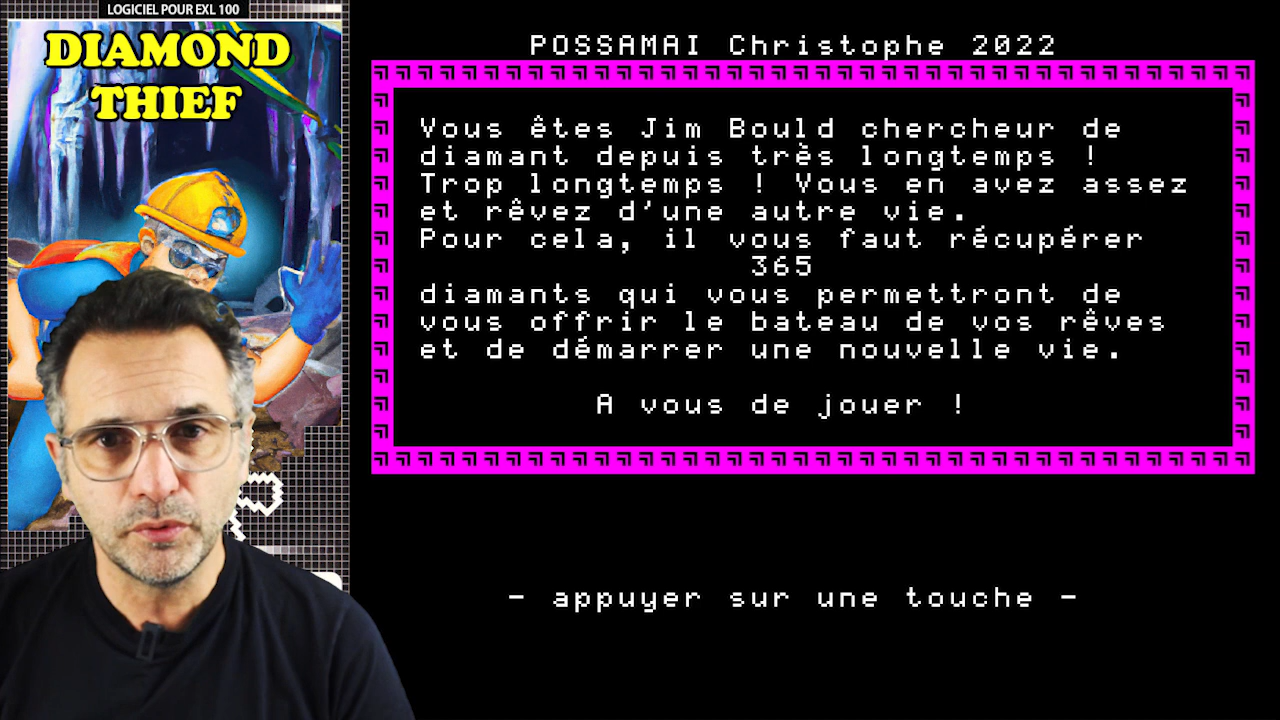 LOGICIEL POUR EXL 100
DIAMOND
THIEF
POSSAMAI Christophe 2022
Vous êtes Jim Bould chercheur de
diamant depuis très longtemps !
Trop longtemps ! Vous en avez assez
et rêvez d'une autre vie.
Pour cela, il vous faut récupérer
365
diamants qui vous permettront de
vous offrir le bateau de vos rêves
et de démarrer une nouvelle vie.
A vous de jouer !
- appuyer sur une touche -